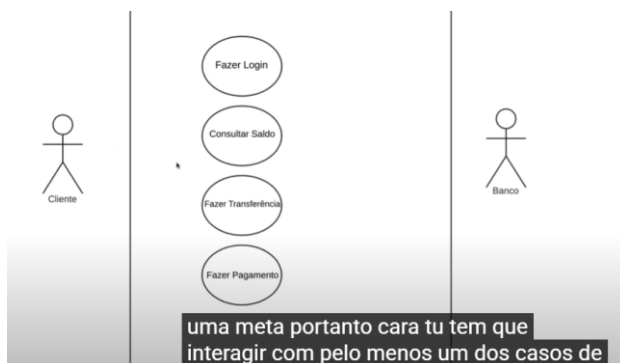 Fazer Login
Consultar Saldo
Cliente
Banco
Fazer Transferência
Fazer Pagamento
uma meta portanto cara tu tem que
interagir com pelo menos um dos casos de